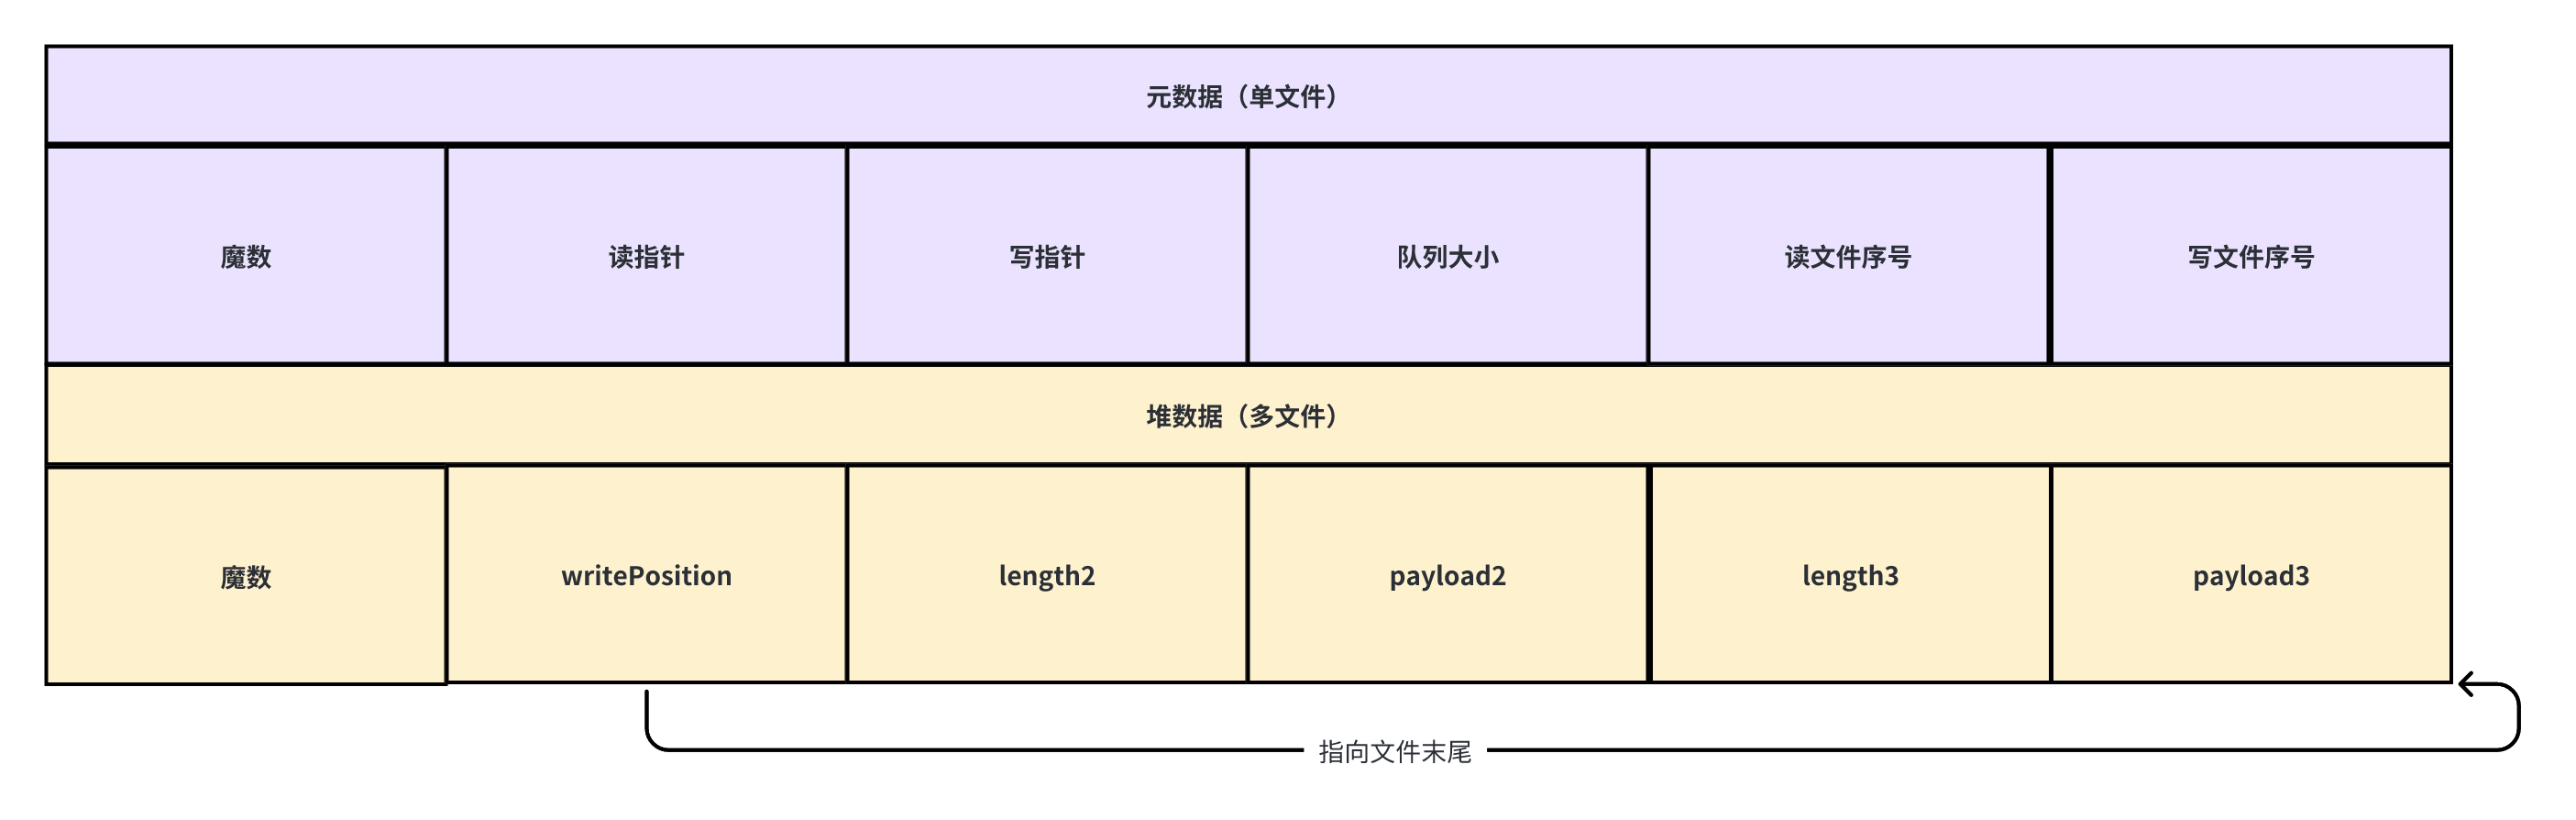 元数据（单文件）
魔数
读指针
写指针
队列大小
读文件序号
写文件序号
堆数据（多文件）
魔数
writePosition
length2
payload2
length3
payload3
指向文件末尾